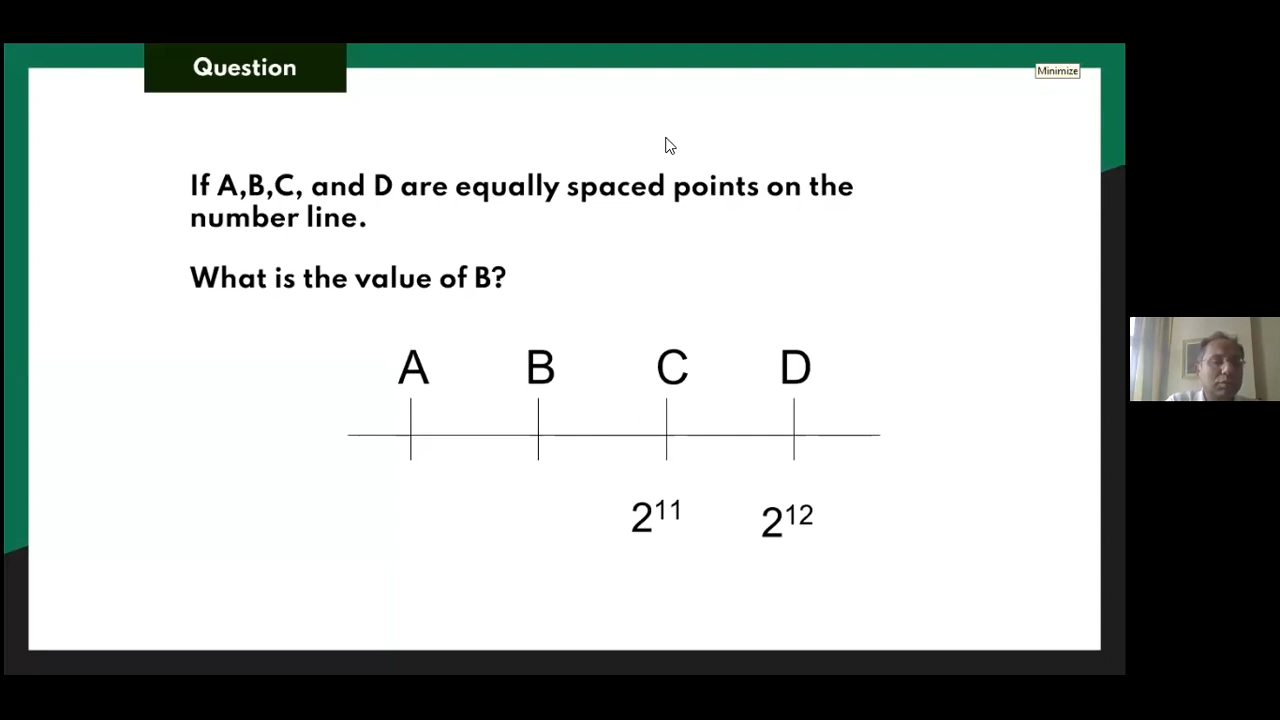 Question
Minimize
If A,B,C, and D are equally spaced points on the
number line.
What is the value of B?
A B C D
2¹¹ 2¹²